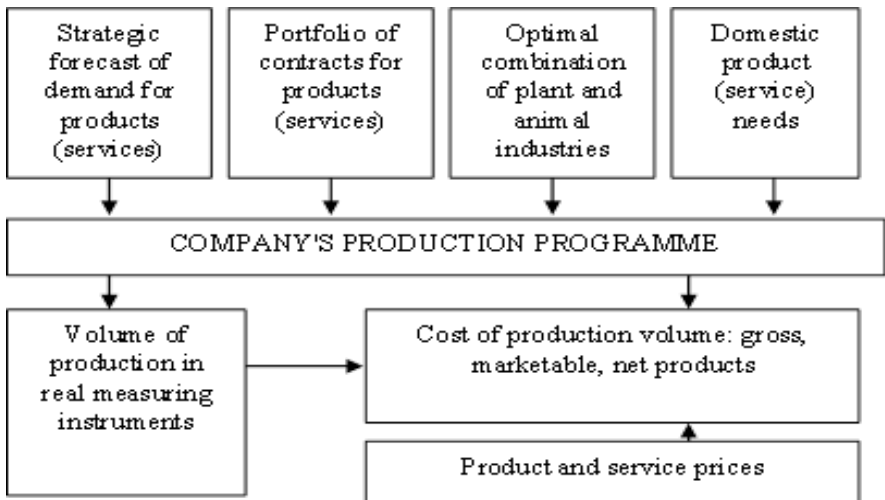 Strategic
forecast of
demand for
products
(services)
Portfolio of
contracts for
products
(services)
Optimal
combination
of plant and
animal
industries
Domestic
product
(service)
needs
COMPANY'S PRODUCTION PROGRAMME
Volume of
production in
real measuring
instruments
Cost of production volume: gross,
marketable, net products
Product and service prices